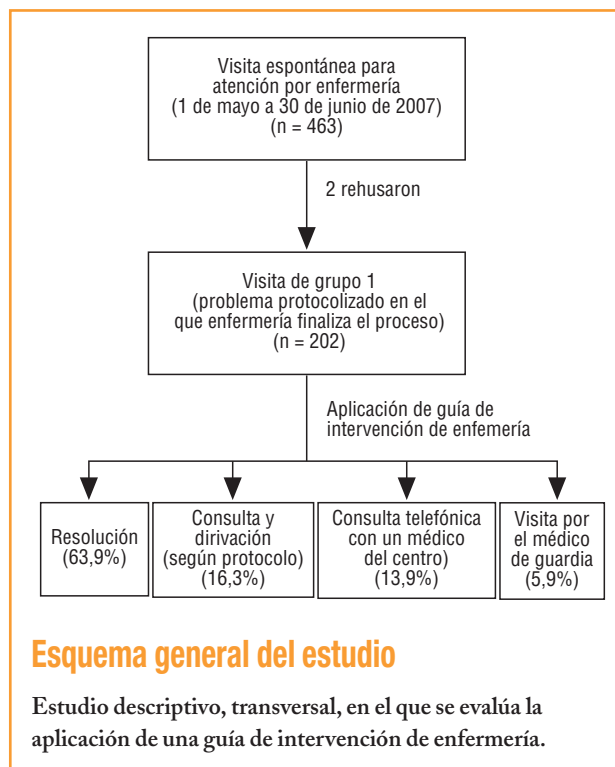 Visita espontánea para
atención por enfermería
(1 de mayo a 30 de junio de 2007)
(n = 463)
2 rehusaron
Visita de grupo 1
(problema protocolizado en el
que enfermería finaliza el proceso)
(n = 202)
Aplicación de guía de
intervención de enfemería
Resolución
(63,9%)
Consulta y
dirivación
(según protocolo)
(16,3%)
Consulta telefónica
con un médico
del centro)
(13,9%)
Visita por
el médico
de guardia
(5,9%)
Esquema general del estudio
Estudio descriptivo, transversal, en el que se evalúa la
aplicación de una guía de intervención de enfermería.